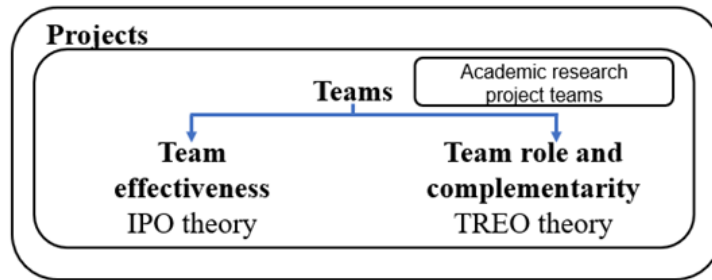 Projects
Academic research
project teams
Teams
Team
effectiveness
IPO theory
Team role and
complementarity
TREO theory